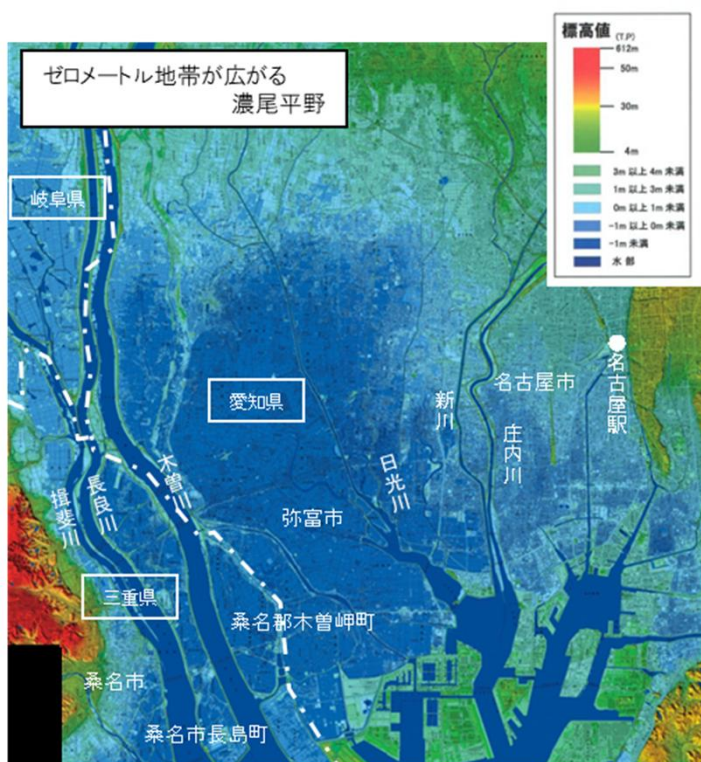 ゼロメートル地帯が広がる
濃尾平野
標高値 (T.P)
612m
50m
30m
4m
3m 以上 4m 未満
1m 以上 3m 未満
0m 以上 1m 未満
-1m 以上 0m 未満
-1m 未満
水 部
岐阜県
愛知県
三重県
揖斐川
長良川
木曽川
日光川
新川
庄内川
名古屋市
名古屋駅
弥富市
桑名郡木曽岬町
桑名市
桑名市長島町